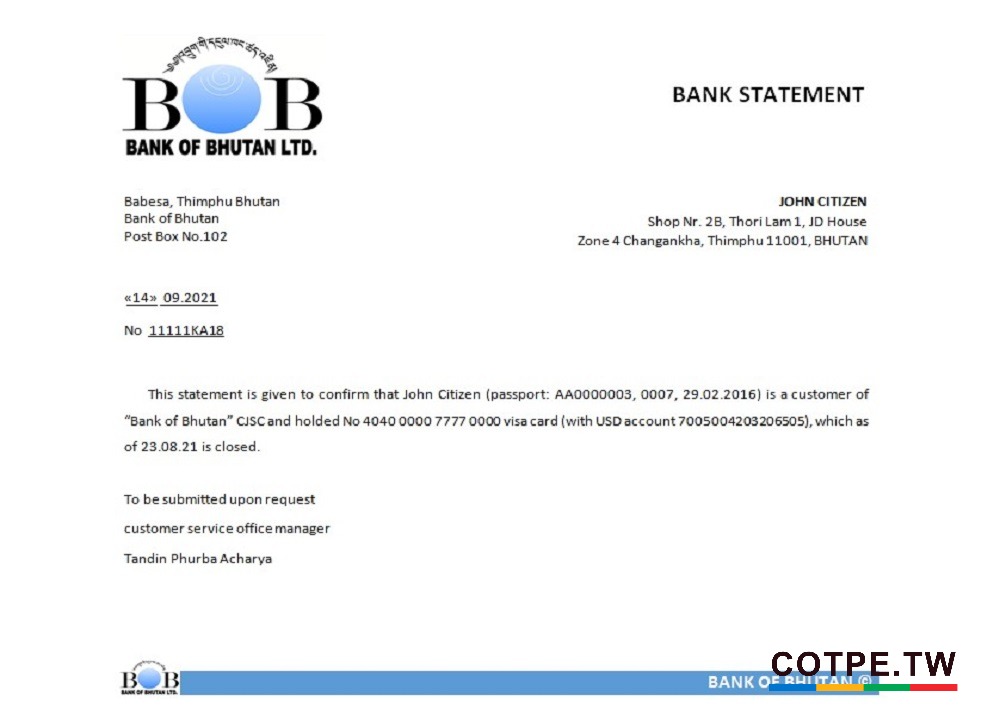 BOB
BANK OF BHUTAN LTD.
BANK STATEMENT
Babesa, Thimphu Bhutan
Bank of Bhutan
Post Box No.102
JOHN CITIZEN
Shop Nr. 2B, Thori Lam 1, JD House
Zone 4 Changankha, Thimphu 11001, BHUTAN
«14» 09.2021
No 11111KA18
This statement is given to confirm that John Citizen (passport: AA0000003, 0007, 29.02.2016) is a customer of
“Bank of Bhutan” CJSC and holded No 4040 0000 7777 0000 visa card (with USD account 7005004203206505), which as
of 23.08.21 is closed.
To be submitted upon request
customer service office manager
Tandin Phurba Acharya
BOB
BANK OF BHUTAN LTD.
BANK OF BHUTAN ©
COTPE.TW